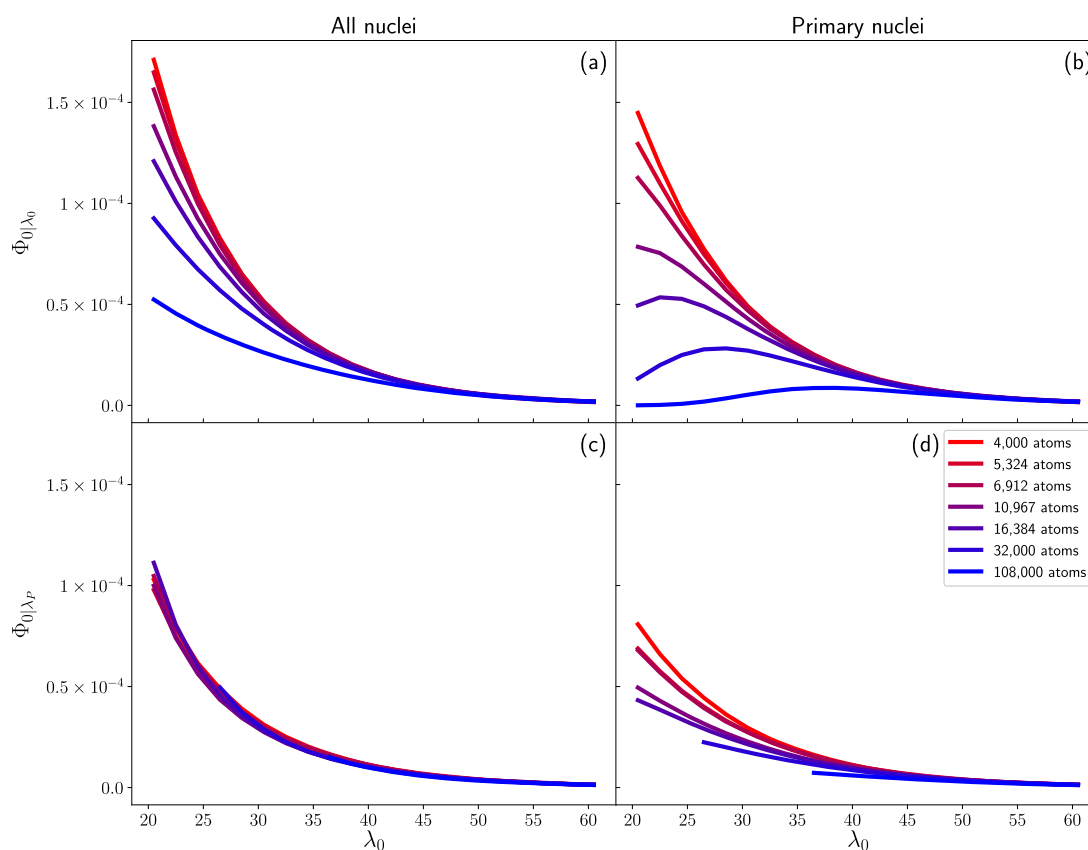 All nuclei
Primary nuclei
(a)
(b)
Φ₀|λ₀
1.5 × 10⁻⁴
1 × 10⁻⁴
0.5 × 10⁻⁴
0.0
(c)
(d)
Φ₀|λ_P
1.5 × 10⁻⁴
1 × 10⁻⁴
0.5 × 10⁻⁴
0.0
4,000 atoms
5,324 atoms
6,912 atoms
10,967 atoms
16,384 atoms
32,000 atoms
108,000 atoms
20 25 30 35 40 45 50 55 60
20 25 30 35 40 45 50 55 60
λ₀
λ₀